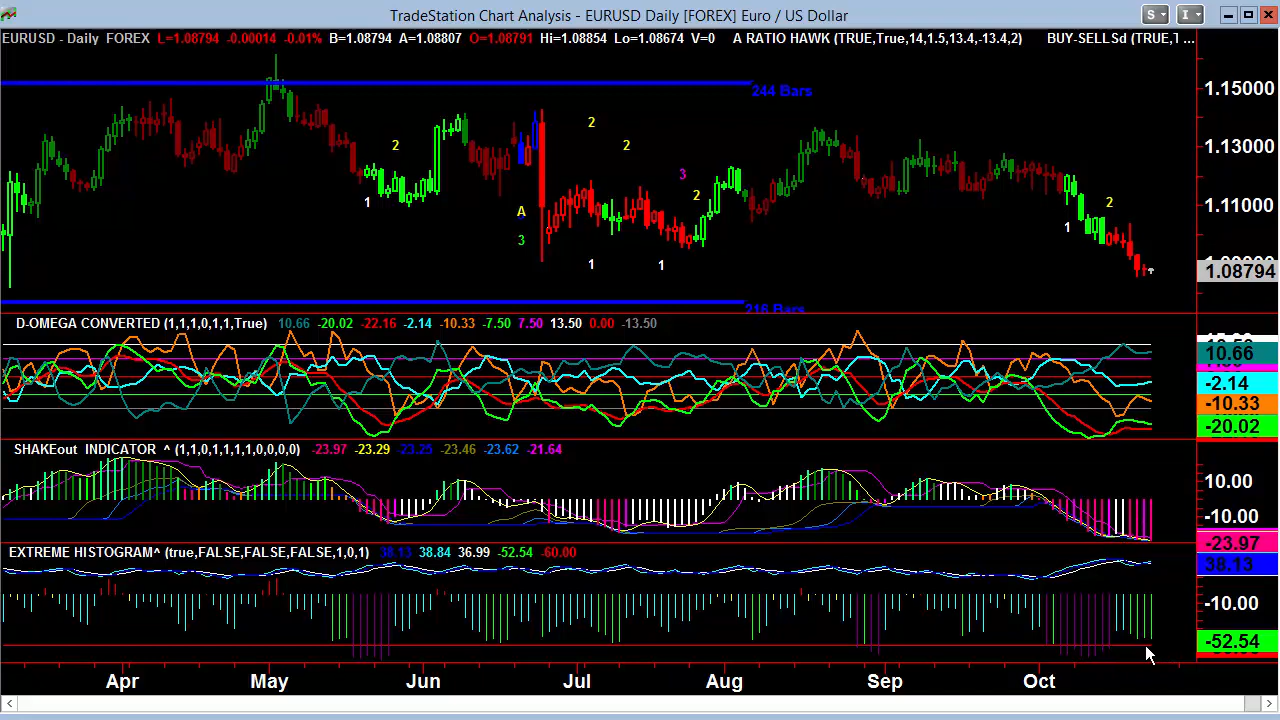 TradeStation Chart Analysis - EURUSD Daily [FOREX] Euro / US Dollar
S
I
EURUSD - Daily FOREX L=1.08794 -0.00014 -0.01% B=1.08794 A=1.08807 O=1.08791 Hi=1.08854 Lo=1.08674 V=0 A RATIO HAWK (TRUE,True,14,1.5,13.4,-13.4,2) BUY-SELLSd (TRUE,T ...
244 Bars
1.15000
1.13000
1.11000
1.08794
2
1
A
3
2
2
3
2
1
1
2
1
216 Bars
D-OMEGA CONVERTED (1,1,1,0,1,1,True) 10.66 -20.02 -22.16 -2.14 -10.33 -7.50 7.50 13.50 0.00 -13.50
10.66
-2.14
-10.33
-20.02
SHAKEout INDICATOR ^ (1,1,0,1,1,1,1,0,0,0,0) -23.97 -23.29 -23.25 -23.46 -23.62 -21.64
10.00
-10.00
-23.97
EXTREME HISTOGRAM^ (true,FALSE,FALSE,FALSE,1,0,1) 38.13 38.84 36.99 -52.54 -60.00
38.13
-10.00
-52.54
Apr May Jun Jul Aug Sep Oct